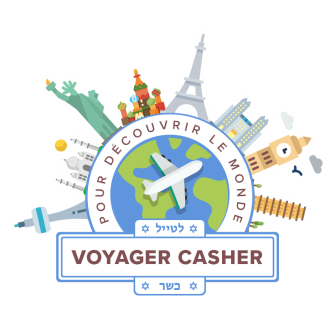 POUR DÉCOUVRIR LE MONDE
✡ לטייל ✡
VOYAGER CASHER
✡ כשר ✡